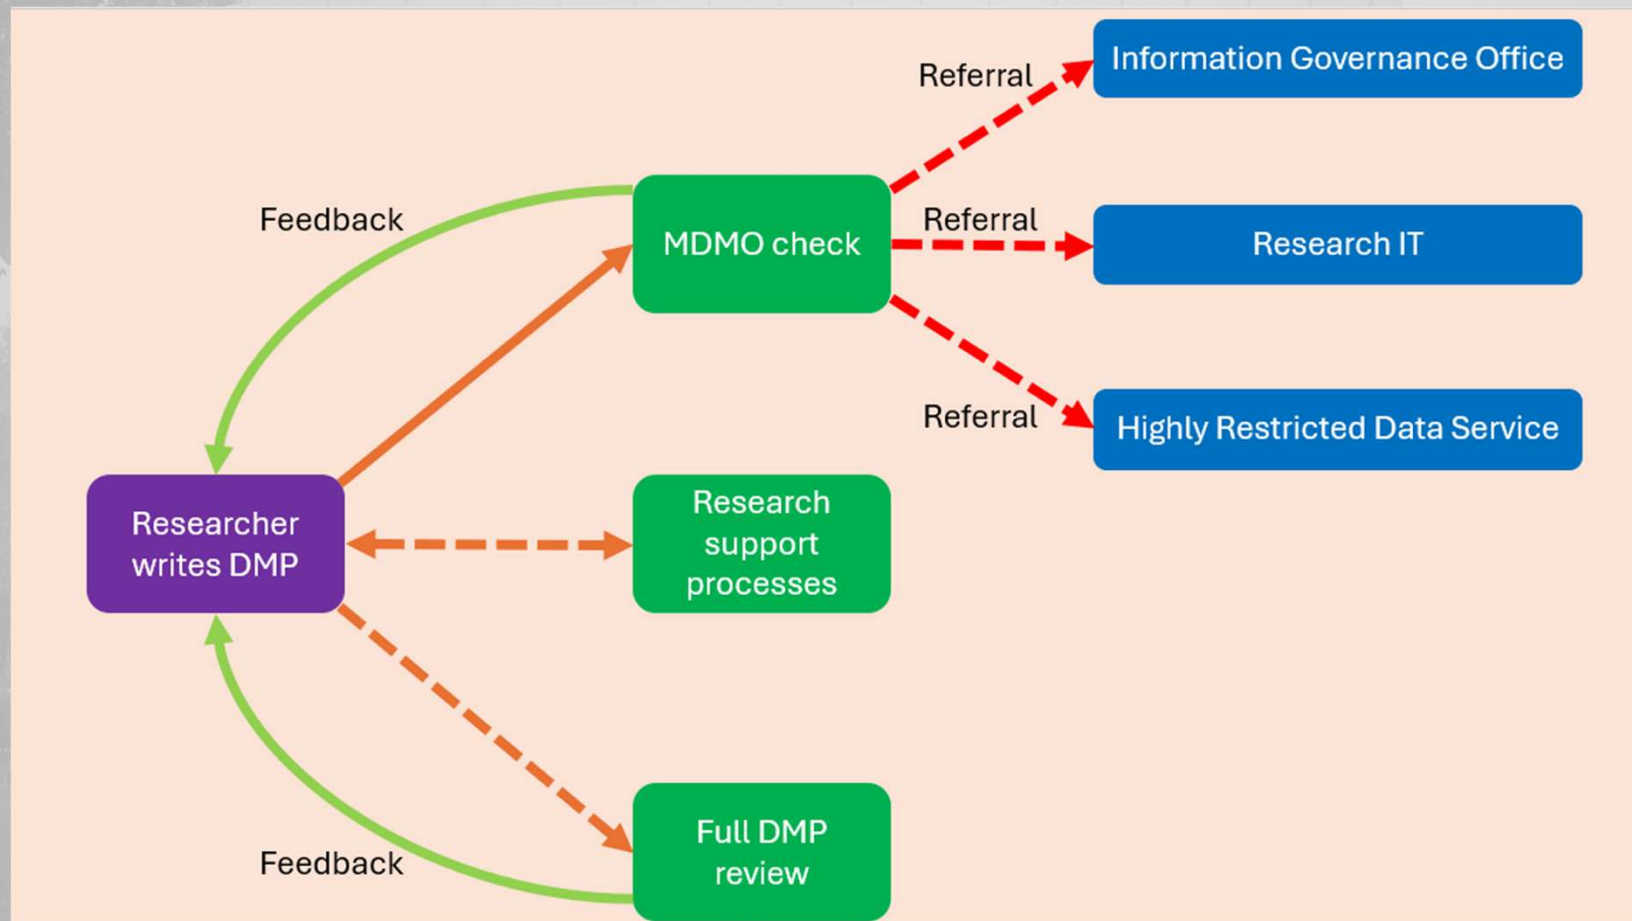 Information Governance Office
Referral
Feedback
MDMO check
Referral
Research IT
Referral
Highly Restricted Data Service
Researcher
writes DMP
Research
support
processes
Full DMP
review
Feedback